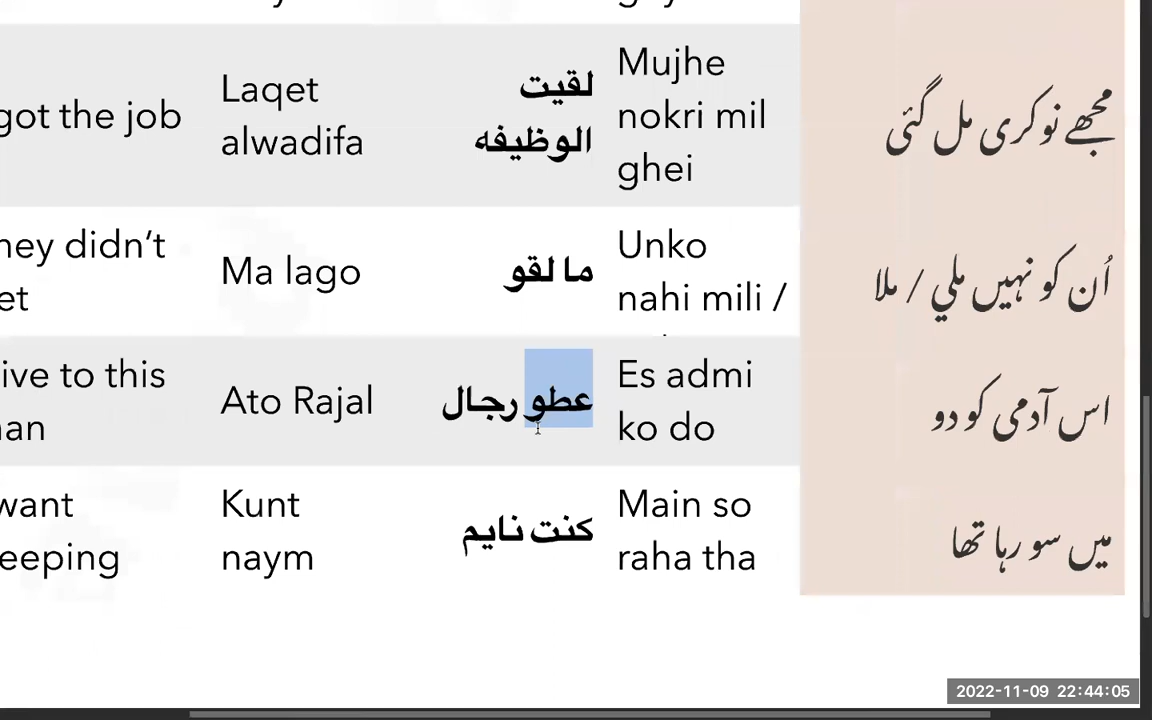 got the job
Laqet
alwadifa
لقيت
الوظيفه
Mujhe
nokri mil
ghei
مجھے نوکری مل گئی
hey didn't
et
Ma lago
ما لقو
Unko
nahi mili /
اُن کو نہیں ملي / ملا
ive to this
an
Ato Rajal
عطو رجال
Es admi
ko do
اس آدمی کو دو
want
eeping
Kunt
naym
كنت نايم
Main so
raha tha
میں سو رہا تھا
2022-11-09 22:44:05